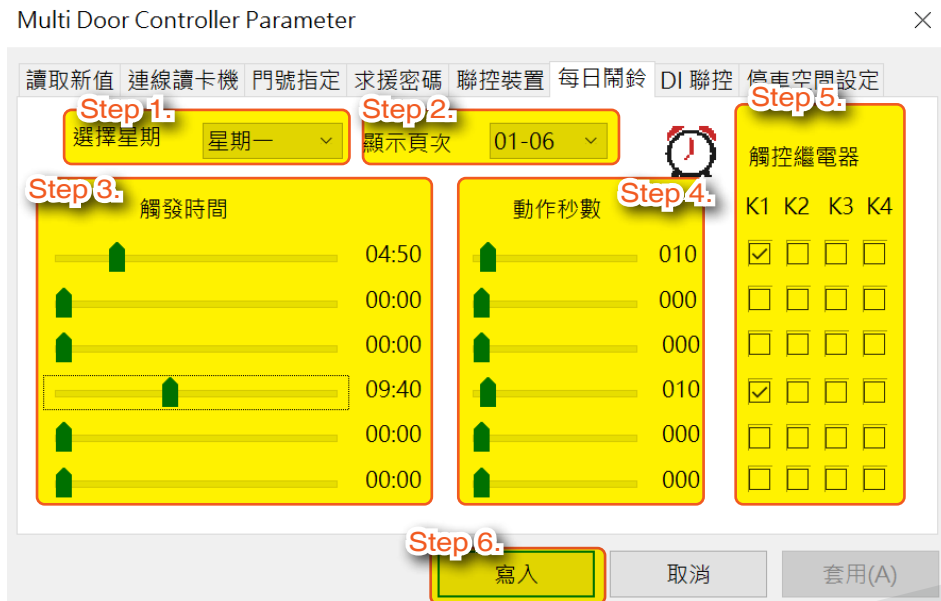 Multi Door Controller Parameter
讀取新值 連線讀卡機 門號指定 求援密碼 聯控裝置 每日鬧鈴 DI 聯控 停車空間設定
Step 1.
選擇星期 星期一
Step 2.
顯示頁次 01-06
Step 3.
觸發時間
04:50
00:00
00:00
09:40
00:00
00:00
Step 4.
動作秒數
010
000
000
010
000
000
Step 5.
觸控繼電器
K1 K2 K3 K4
Step 6.
寫入 取消 套用(A)